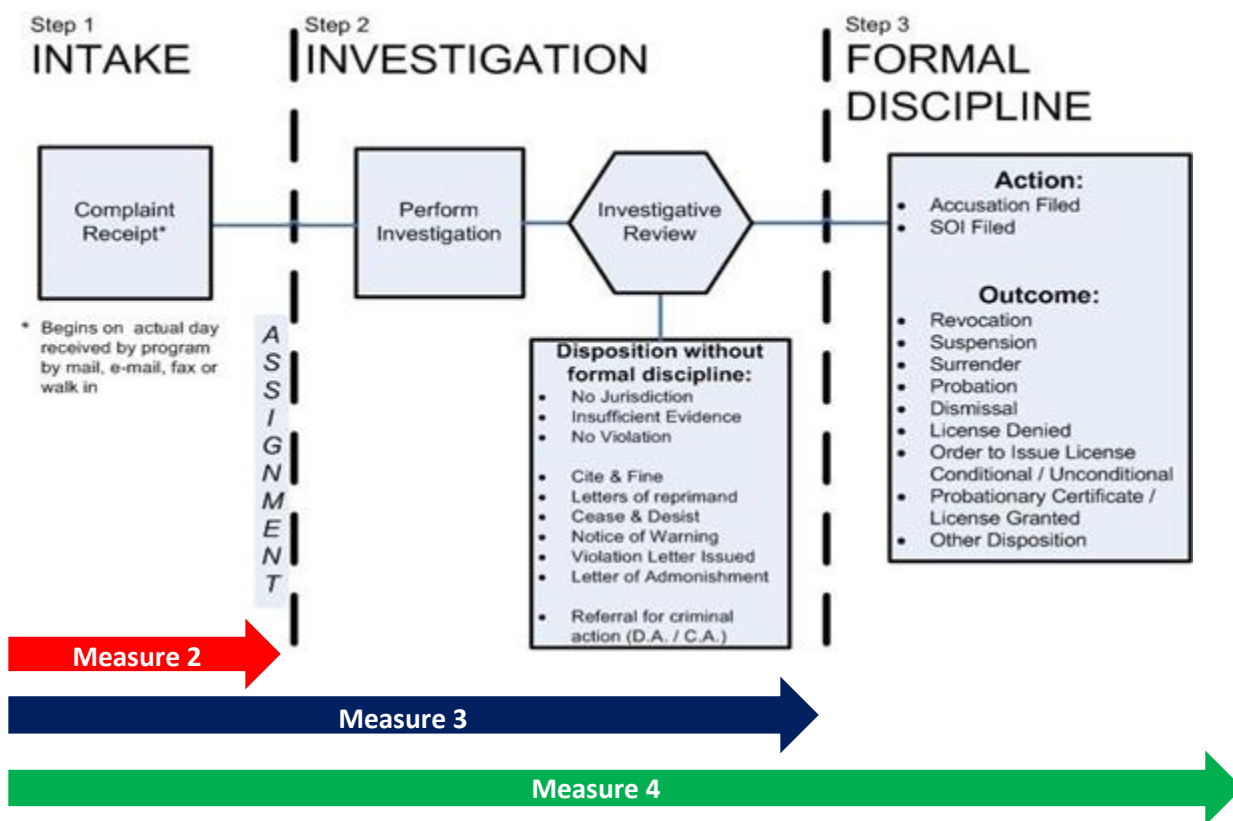 Step 1
INTAKE
Step 2
INVESTIGATION
Step 3
FORMAL
DISCIPLINE
Complaint
Receipt*
* Begins on actual day
received by program
by mail, e-mail, fax or
walk in
ASSIGNMENT
Perform
Investigation
Investigative
Review
Disposition without
formal discipline:
• No Jurisdiction
• Insufficient Evidence
• No Violation
• Cite & Fine
• Letters of reprimand
• Cease & Desist
• Notice of Warning
• Violation Letter Issued
• Letter of Admonishment
• Referral for criminal
action (D.A. / C.A.)
Action:
• Accusation Filed
• SOI Filed
Outcome:
• Revocation
• Suspension
• Surrender
• Probation
• Dismissal
• License Denied
• Order to Issue License
Conditional / Unconditional
• Probationary Certificate /
License Granted
• Other Disposition
Measure 2
Measure 3
Measure 4